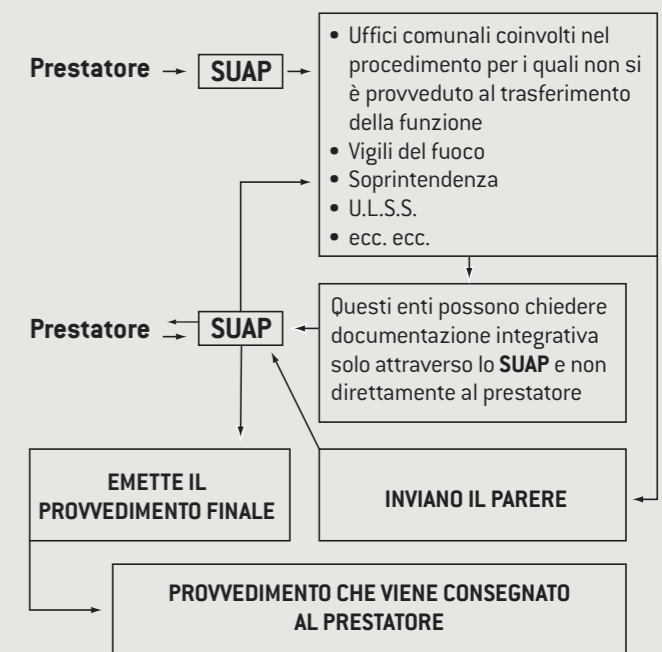 Prestatore
SUAP
• Uffici comunali coinvolti nel
procedimento per i quali non si
è provveduto al trasferimento
della funzione
• Vigili del fuoco
• Soprintendenza
• U.L.S.S.
• ecc. ecc.
Prestatore
SUAP
Questi enti possono chiedere
documentazione integrativa
solo attraverso lo SUAP e non
direttamente al prestatore
EMETTE IL
PROVVEDIMENTO FINALE
INVIANO IL PARERE
PROVVEDIMENTO CHE VIENE CONSEGNATO
AL PRESTATORE